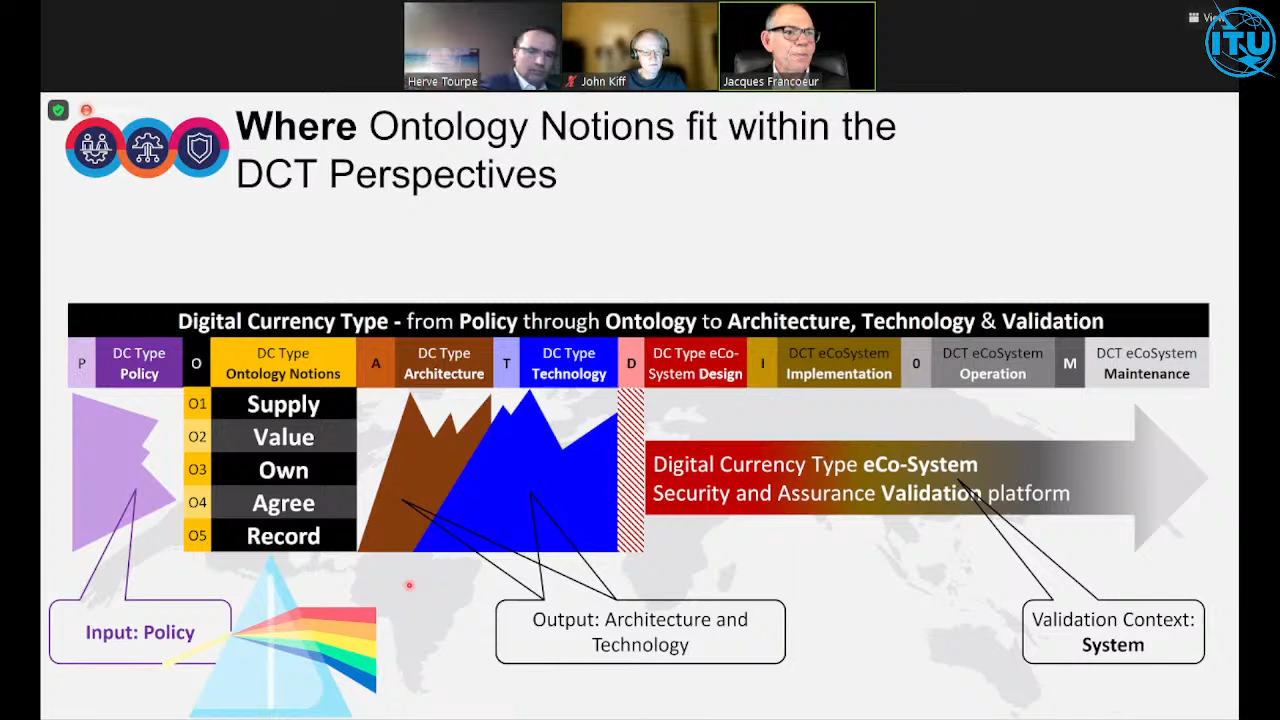 View
ITU
Herve Tourpe
John Kiff
Jacques Francoeur
Where Ontology Notions fit within the
DCT Perspectives
Digital Currency Type - from Policy through Ontology to Architecture, Technology & Validation
P
DC Type
Policy
O
DC Type
Ontology Notions
A
DC Type
Architecture
T
DC Type
Technology
D
DC Type eCo-
System Design
I
DCT eCoSystem
Implementation
0
DCT eCoSystem
Operation
M
DCT eCoSystem
Maintenance
O1 Supply
O2 Value
O3 Own
O4 Agree
O5 Record
Digital Currency Type eCo-System
Security and Assurance Validation platform
Input: Policy
Output: Architecture and
Technology
Validation Context:
System